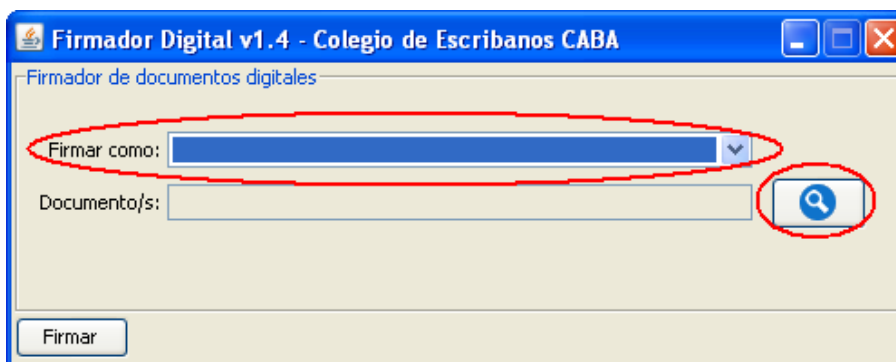 Firmador Digital v1.4 - Colegio de Escribanos CABA
Firmador de documentos digitales
Firmar como:
Documento/s:
Firmar